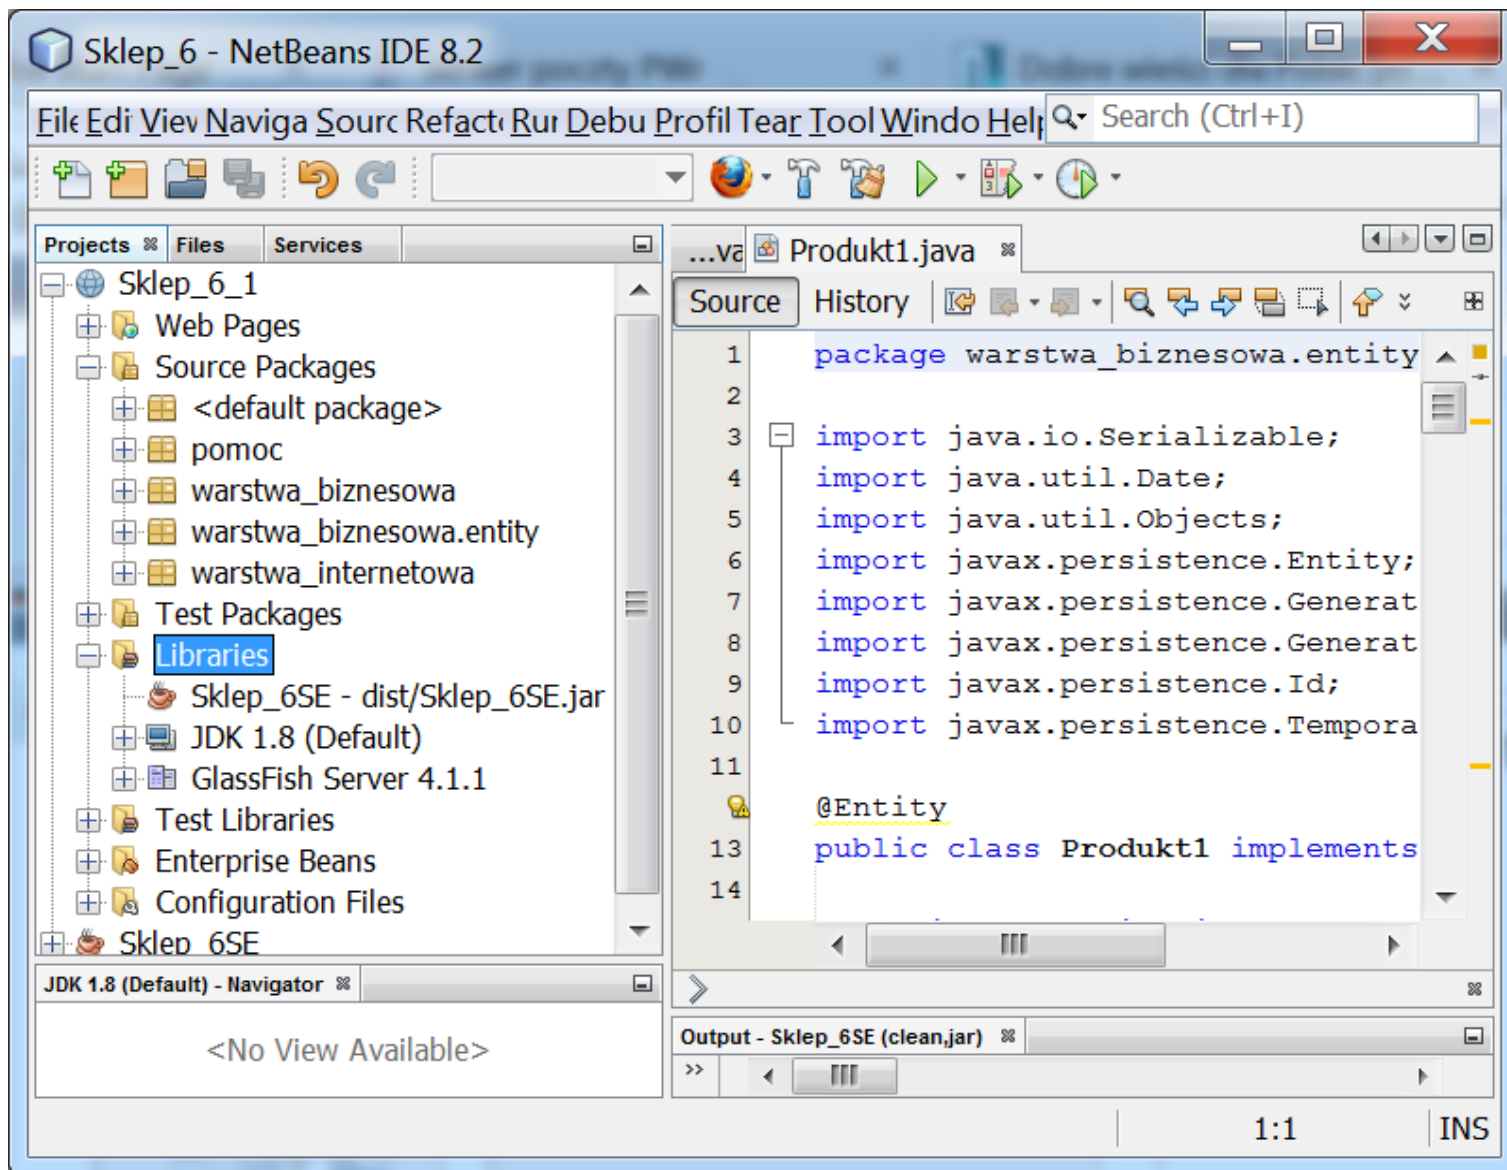 Sklep_6 - NetBeans IDE 8.2
File Edi Viev Naviga Sourc Refact Rur Debu Profil Tear Tool Windo Help Search (Ctrl+I)
Projects Files Services
Sklep_6_1
Web Pages
Source Packages
<default package>
pomoc
warstwa_biznesowa
warstwa_biznesowa.entity
warstwa_internetowa
Test Packages
Libraries
Sklep_6SE - dist/Sklep_6SE.jar
JDK 1.8 (Default)
GlassFish Server 4.1.1
Test Libraries
Enterprise Beans
Configuration Files
Sklep_6SE
JDK 1.8 (Default) - Navigator
<No View Available>
...va Produkt1.java
Source History
1 package warstwa_biznesowa.entity
2
3 import java.io.Serializable;
4 import java.util.Date;
5 import java.util.Objects;
6 import javax.persistence.Entity;
7 import javax.persistence.Generat
8 import javax.persistence.Generat
9 import javax.persistence.Id;
10 import javax.persistence.Tempora
11
@Entity
13 public class Produkt1 implements
14
Output - Sklep_6SE (clean,jar)
1:1 INS